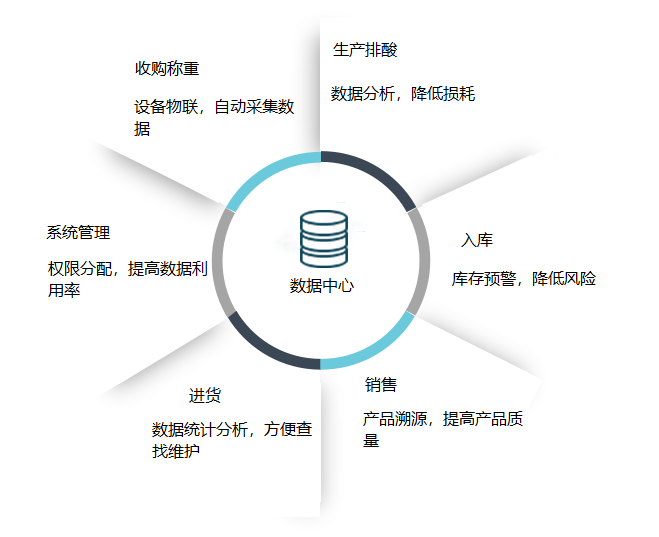 收购称重
设备物联，自动采集数
据
生产排酸
数据分析，降低损耗
系统管理
权限分配，提高数据利
用率
入库
库存预警，降低风险
数据中心
进货
数据统计分析，方便查
找维护
销售
产品溯源，提高产品质
量